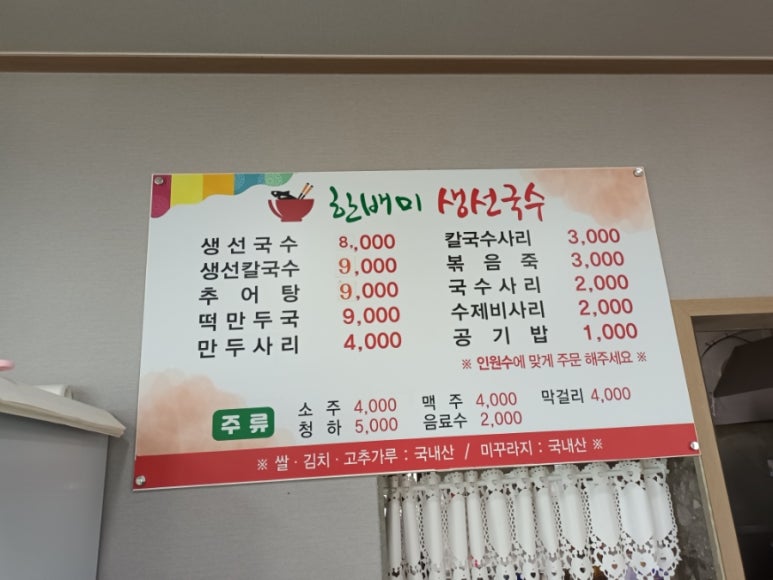 한배미 생선국수
생선국수 8,000
생선칼국수 9,000
추어탕 9,000
떡만두국 9,000
만두사리 4,000
칼국수사리 3,000
볶음죽 3,000
국수사리 2,000
수제비사리 2,000
공기밥 1,000
※ 인원수에 맞게 주문 해주세요 ※
주류
소주 4,000 맥주 4,000 막걸리 4,000
청하 5,000 음료수 2,000
※ 쌀 · 김치 · 고추가루 : 국내산 / 미꾸라지 : 국내산 ※